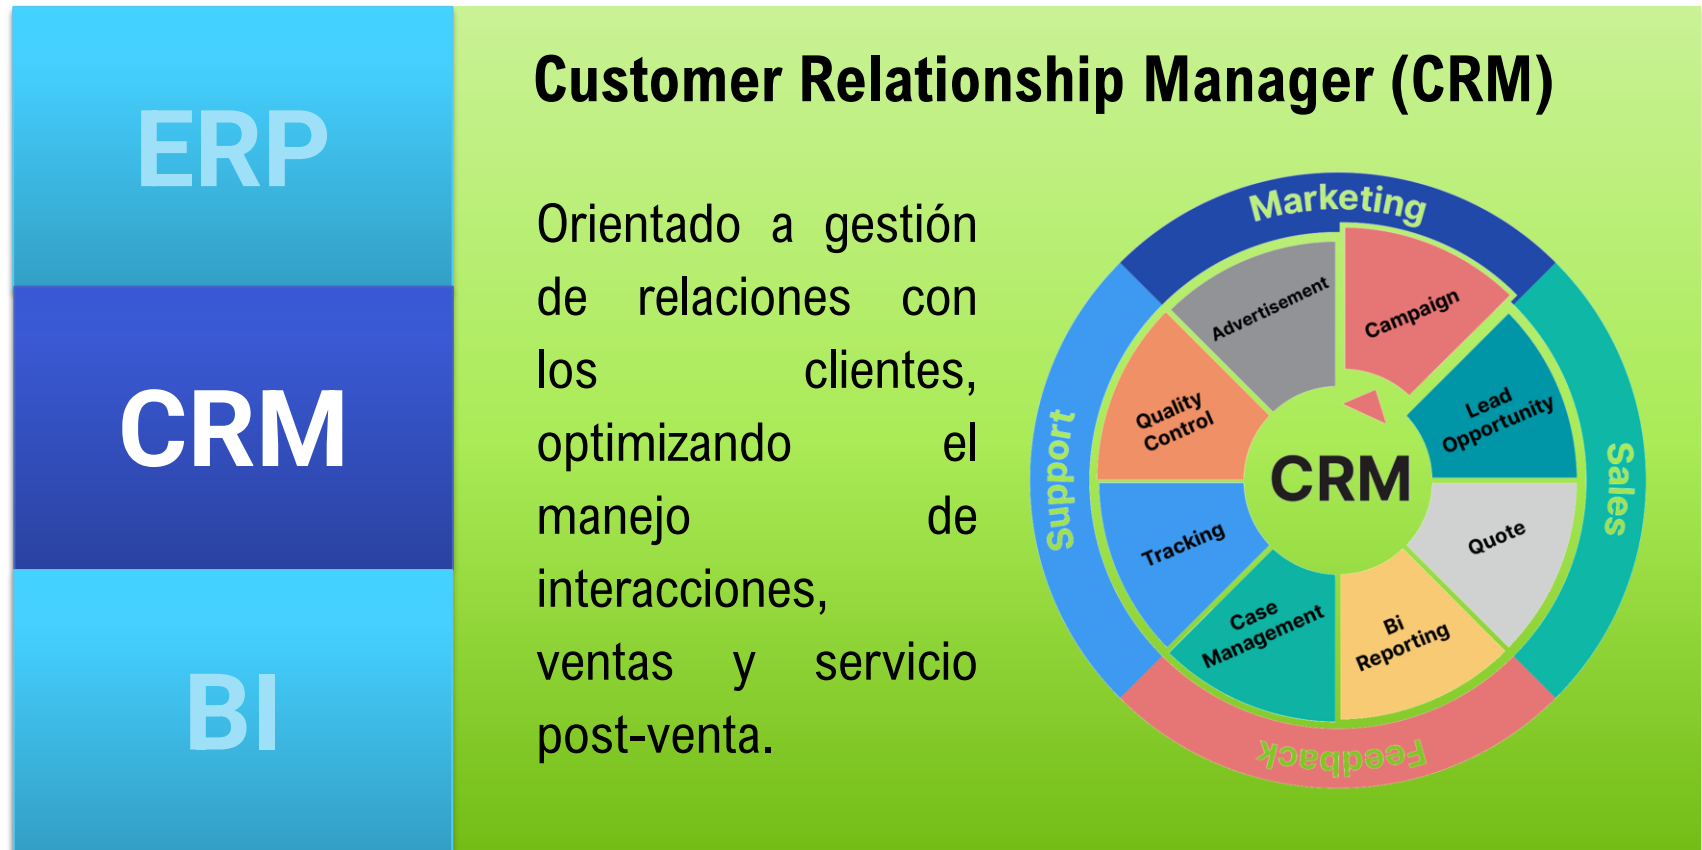 ERP
CRM
BI
Customer Relationship Manager (CRM)
Orientado a gestión
de relaciones con
los clientes,
optimizando el
manejo de
interacciones,
ventas y servicio
post-venta.
Marketing
Advertisement
Campaign
Quality
Control
Lead
Opportunity
Support
CRM
Sales
Tracking
Quote
Case
Management
Bi
Reporting
Feedback